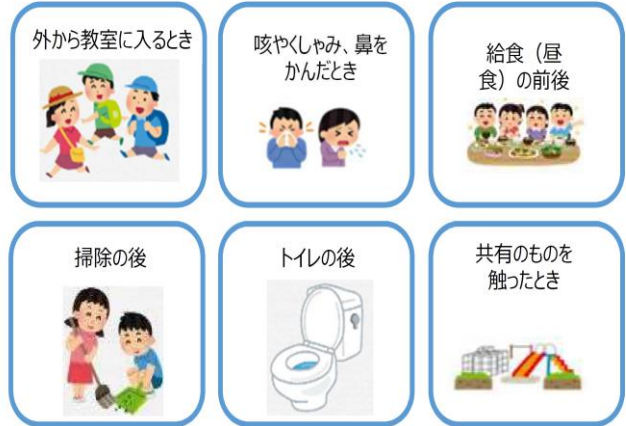 外から教室に入るとき
咳やくしゃみ、鼻を
かんだとき
給食（昼
食）の前後
掃除の後
トイレの後
共有のものを
触ったとき